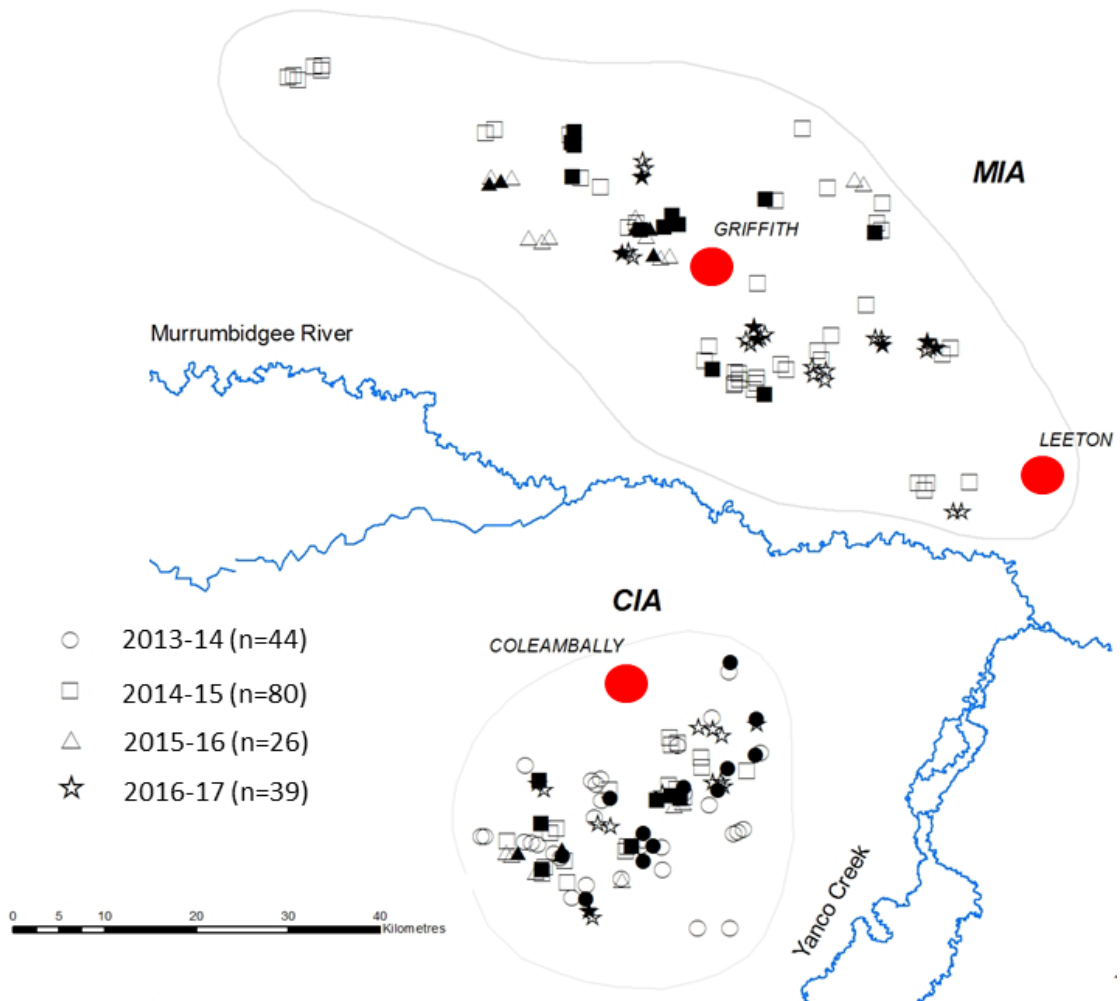 MIA
GRIFFITH
Murrumbidgee River
LEETON
CIA
COLEAMBALLY
2013-14 (n=44)
2014-15 (n=80)
2015-16 (n=26)
2016-17 (n=39)
Yanco Creek
0 5 10 20 30 40
Kilometres